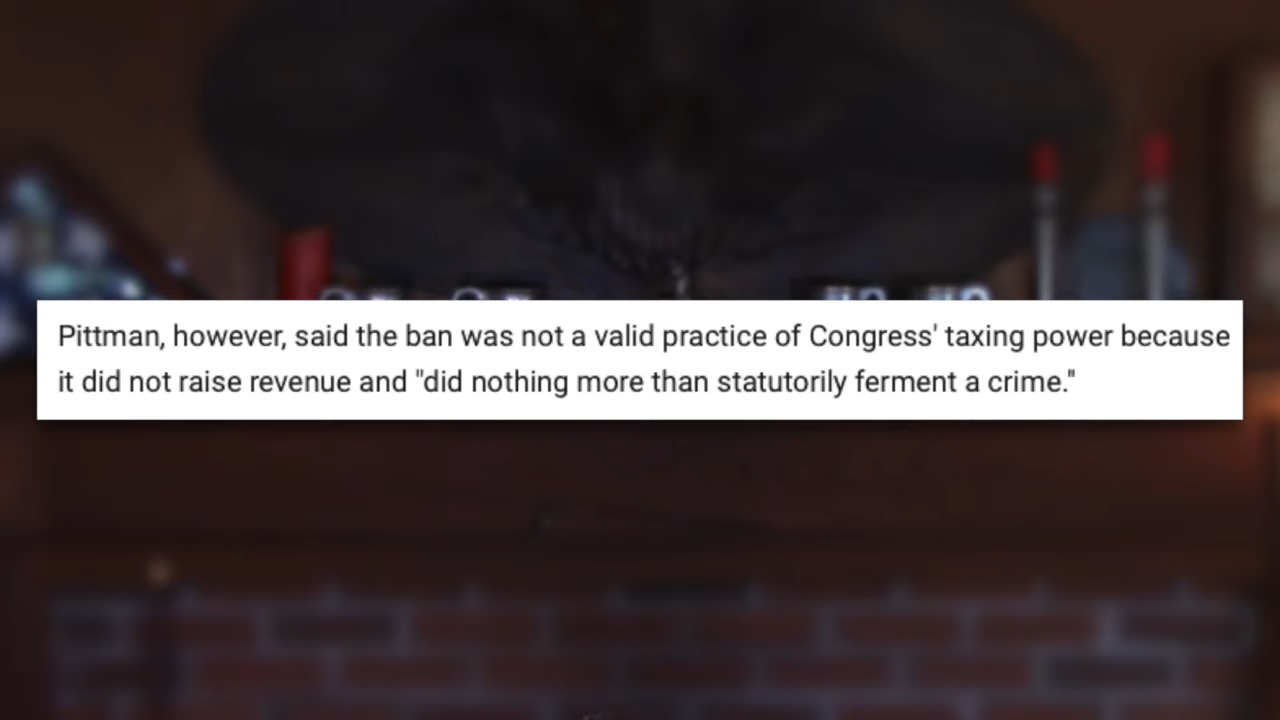 Pittman, however, said the ban was not a valid practice of Congress' taxing power because
it did not raise revenue and "did nothing more than statutorily ferment a crime."